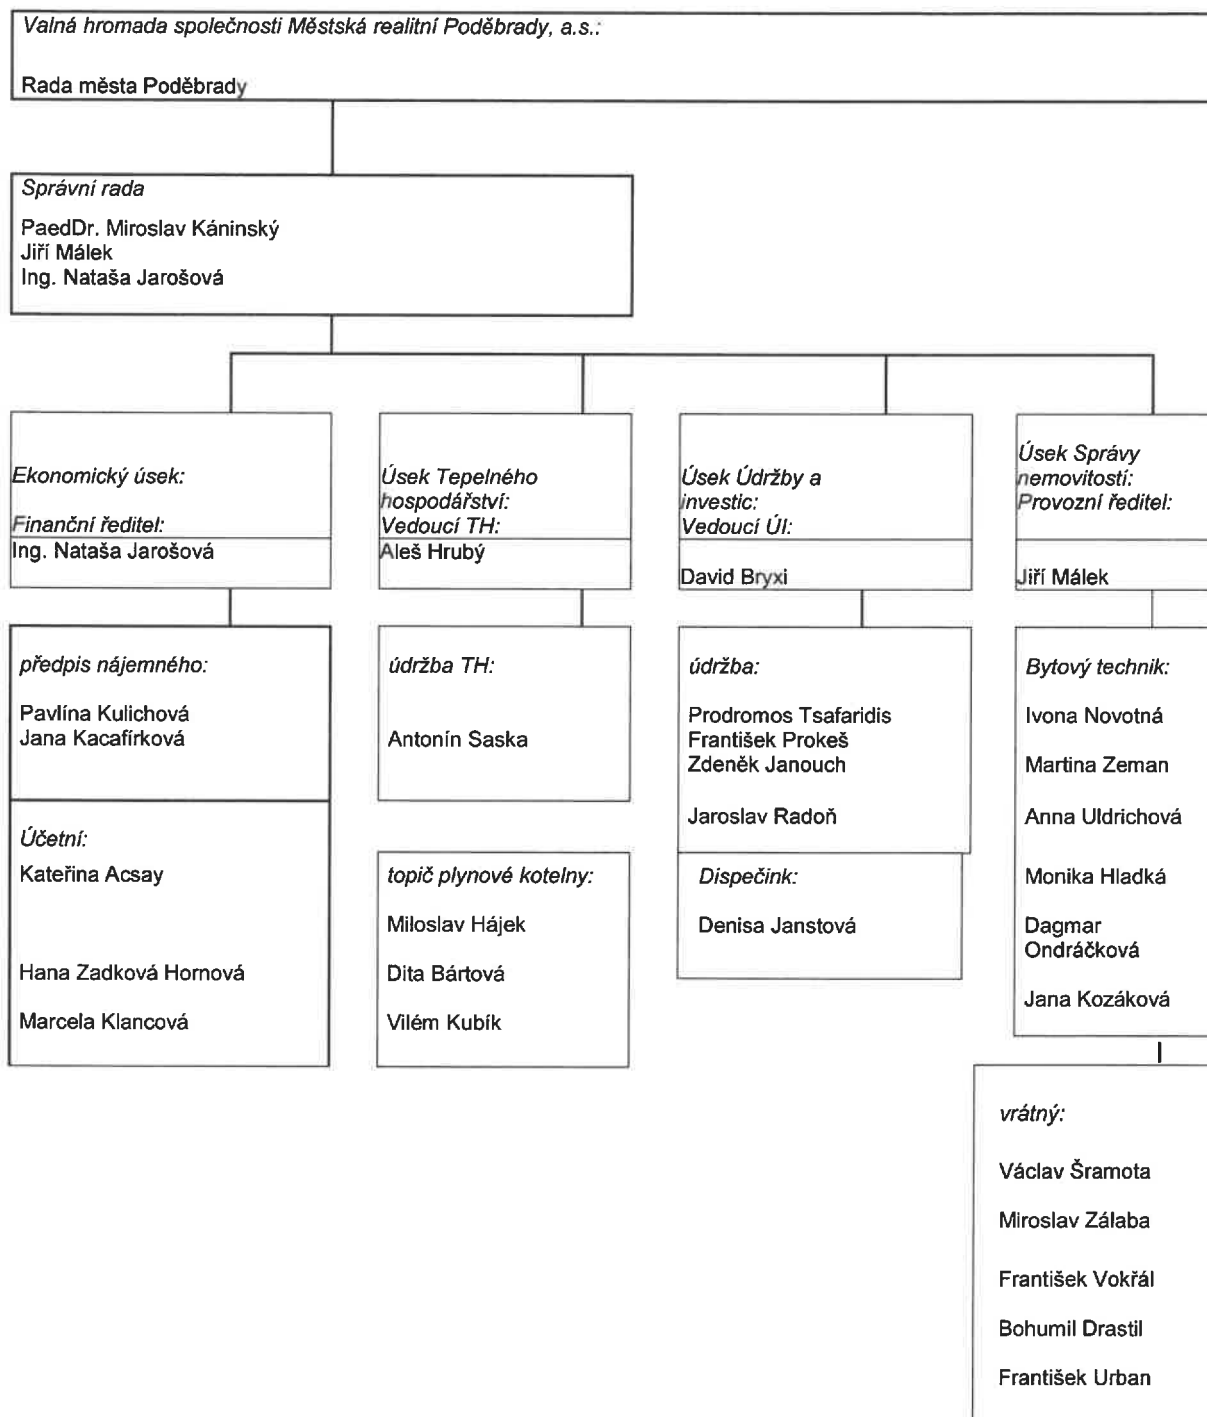 Valná hromada společnosti Městská realitní Poděbrady, a.s.:
Rada města Poděbrady
Správní rada
PaedDr. Miroslav Káninský
Jiří Málek
Ing. Nataša Jarošová
Ekonomický úsek:
Finanční ředitel:
Ing. Nataša Jarošová
Úsek Tepelného
hospodářství:
Vedoucí TH:
Aleš Hrubý
Úsek Údržby a
investic:
Vedoucí ÚI:
David Bryxi
Úsek Správy
nemovitostí:
Provozní ředitel:
Jiří Málek
předpis nájemného:
Pavlína Kulichová
Jana Kacafírková
Účetní:
Kateřina Acsay
Hana Zadková Hornová
Marcela Klancová
údržba TH:
Antonín Saska
topič plynové kotelny:
Miloslav Hájek
Dita Bártová
Vilém Kubík
údržba:
Prodromos Tsafaridis
František Prokeš
Zdeněk Janouch
Jaroslav Radoň
Dispečink:
Denisa Janstová
Bytový technik:
Ivona Novotná
Martina Zeman
Anna Uldrichová
Monika Hladká
Dagmar
Ondráčková
Jana Kozáková
vrátný:
Václav Šramota
Miroslav Zálaba
František Vokřál
Bohumil Drastil
František Urban